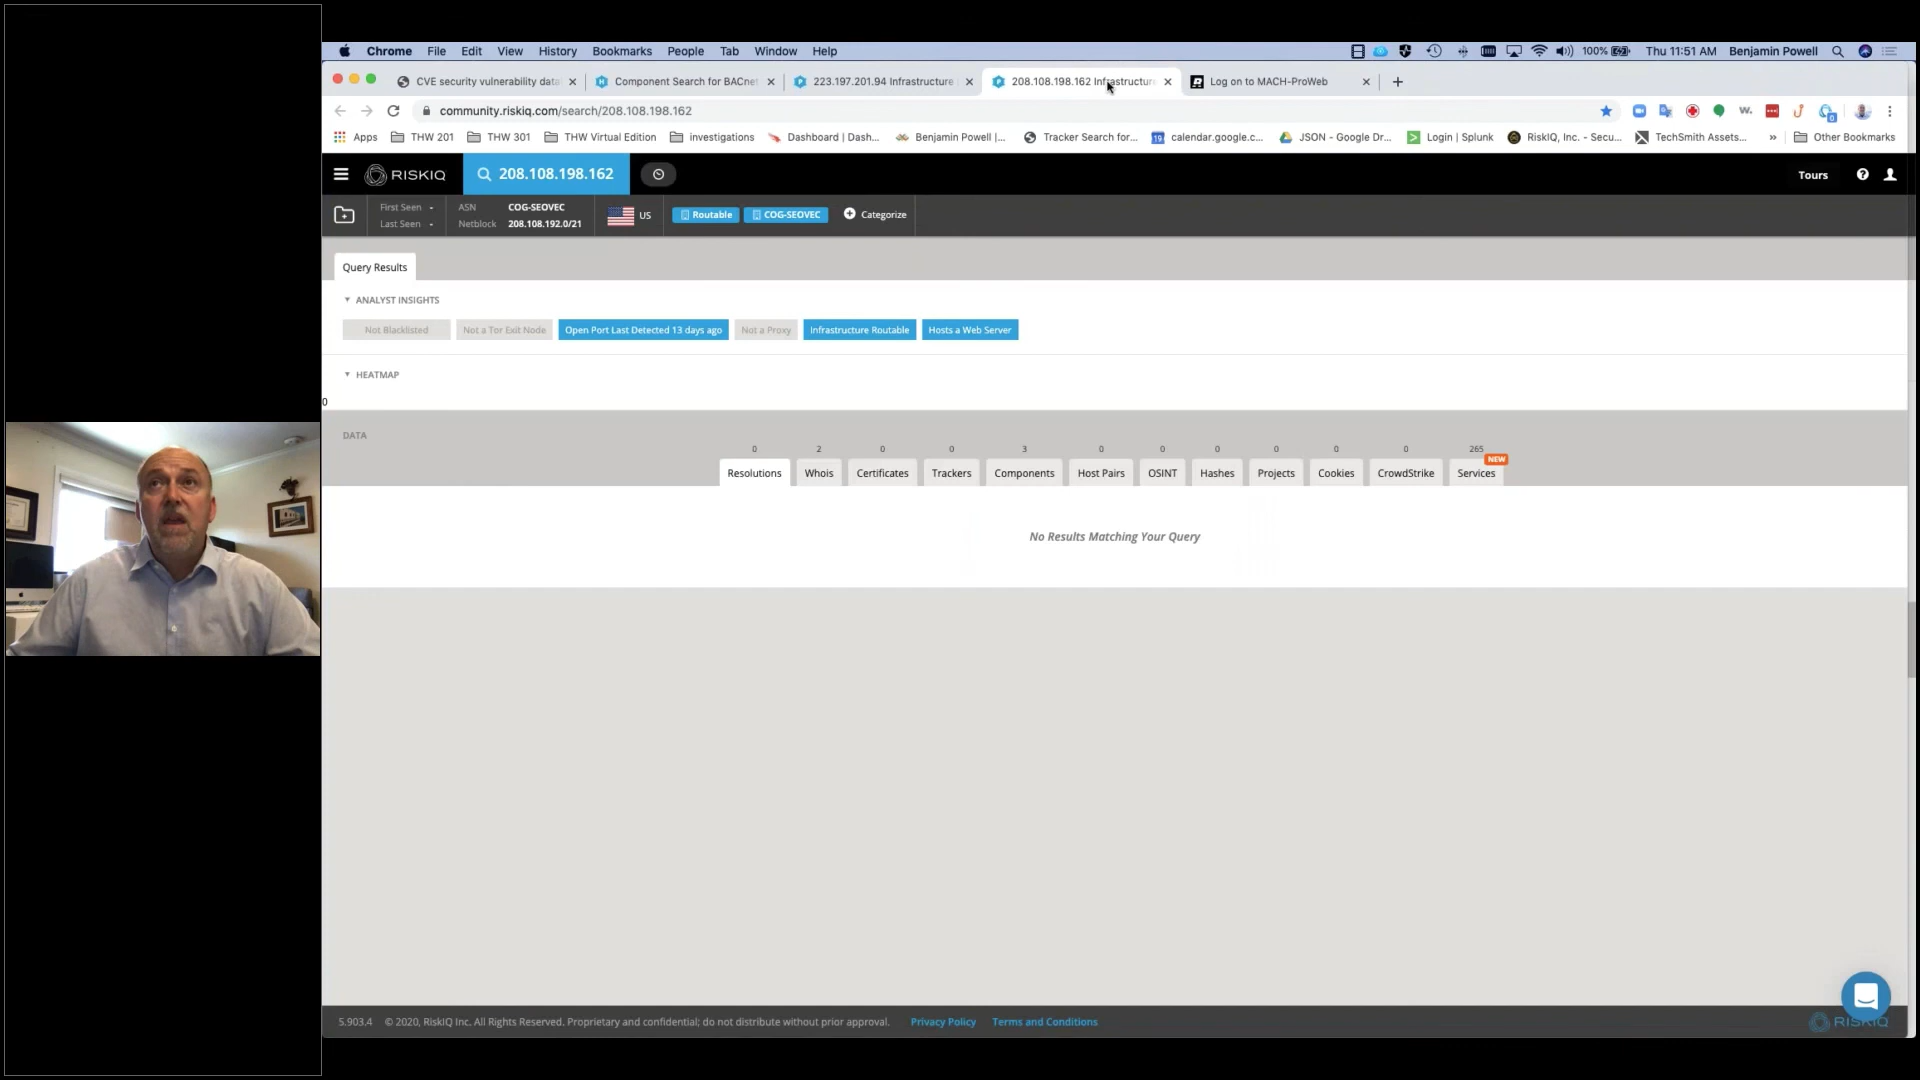 Chrome File Edit View History Bookmarks People Tab Window Help 100% Thu 11:51 AM Benjamin Powell
CVE security vulnerability data Component Search for BACnet 223.197.201.94 Infrastructure 208.108.198.162 Infrastructure Log on to MACH-ProWeb
community.riskiq.com/search/208.108.198.162
Apps THW 201 THW 301 THW Virtual Edition investigations Dashboard | Dash... Benjamin Powell |... Tracker Search for... 19 calendar.google.c... JSON - Google Dr... Login | Splunk RiskIQ, Inc. - Secu... TechSmith Assets... » Other Bookmarks
RISKIQ 208.108.198.162 Tours
First Seen - ASN COG-SEOVEC US Routable COG-SEOVEC Categorize
Last Seen - Netblock 208.108.192.0/21
Query Results
ANALYST INSIGHTS
Not Blacklisted Not a Tor Exit Node Open Port Last Detected 13 days ago Not a Proxy Infrastructure Routable Hosts a Web Server
HEATMAP
0
DATA
0 2 0 0 3 0 0 0 0 0 0 265
NEW
Resolutions Whois Certificates Trackers Components Host Pairs OSINT Hashes Projects Cookies CrowdStrike Services
No Results Matching Your Query
5.903.4 © 2020, RiskIQ Inc. All Rights Reserved. Proprietary and confidential; do not distribute without prior approval. Privacy Policy Terms and Conditions RISKIQ